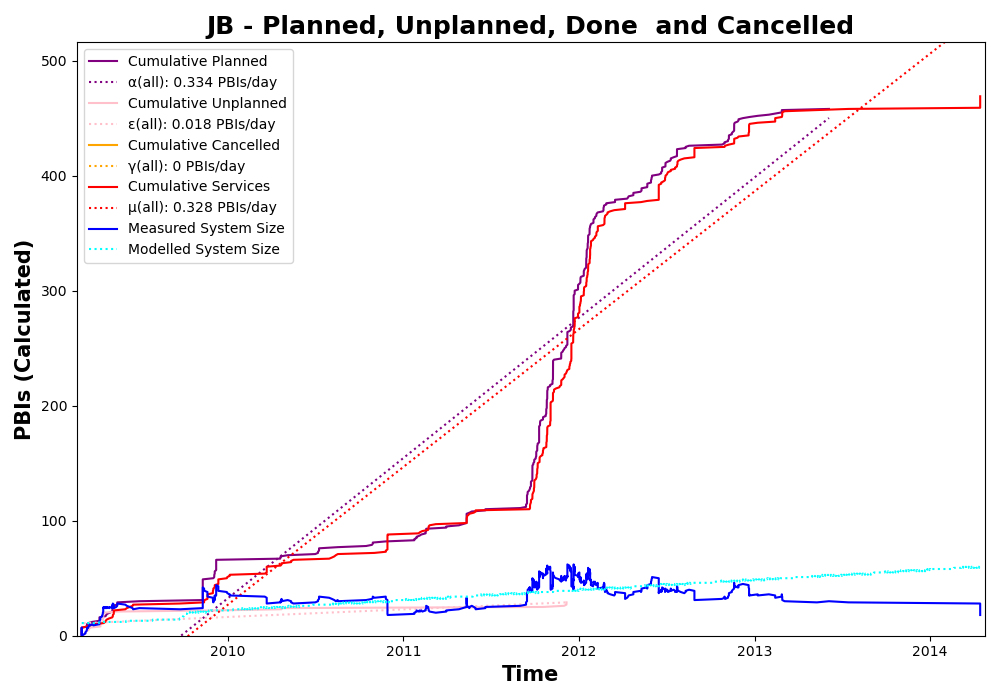 JB - Planned, Unplanned, Done  and Cancelled
PBIs (Calculated)
500
400
300
200
100
0
Cumulative Planned
α(all): 0.334 PBIs/day
Cumulative Unplanned
ε(all): 0.018 PBIs/day
Cumulative Cancelled
γ(all): 0 PBIs/day
Cumulative Services
μ(all): 0.328 PBIs/day
Measured System Size
Modelled System Size
2010 2011 2012 2013 2014
Time